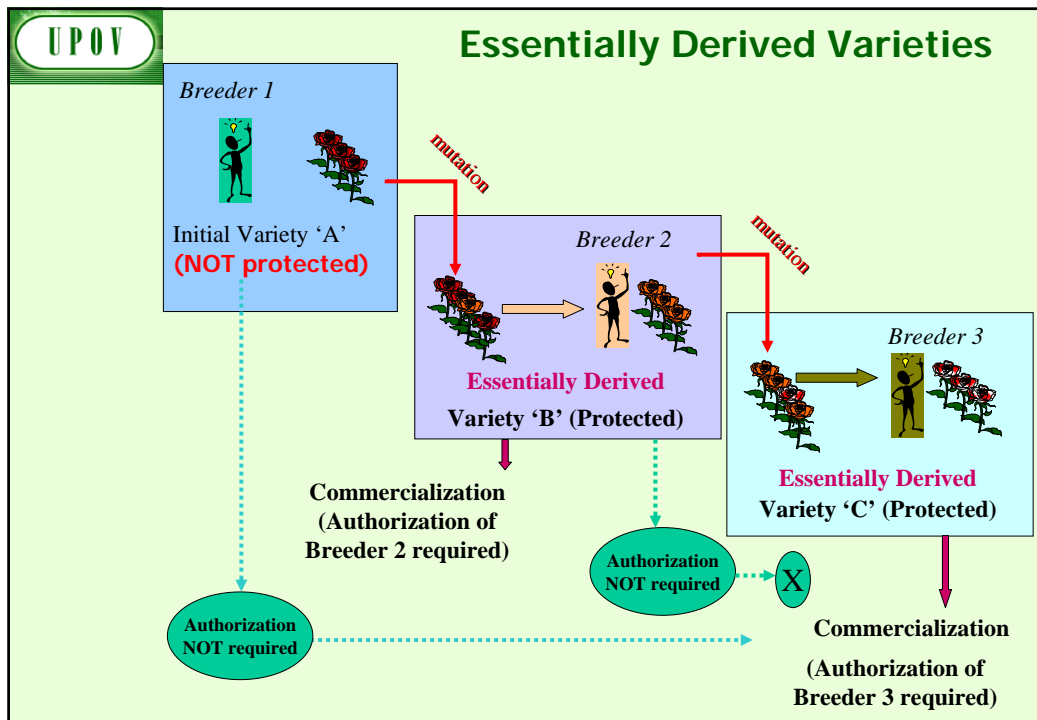 UPOV
Essentially Derived Varieties
Breeder 1
Initial Variety ‘A’
(NOT protected)
mutation
Breeder 2
Essentially Derived
Variety ‘B’ (Protected)
mutation
Breeder 3
Essentially Derived
Variety ‘C’ (Protected)
Commercialization
(Authorization of
Breeder 2 required)
Authorization
NOT required
X
Authorization
NOT required
Commercialization
(Authorization of
Breeder 3 required)